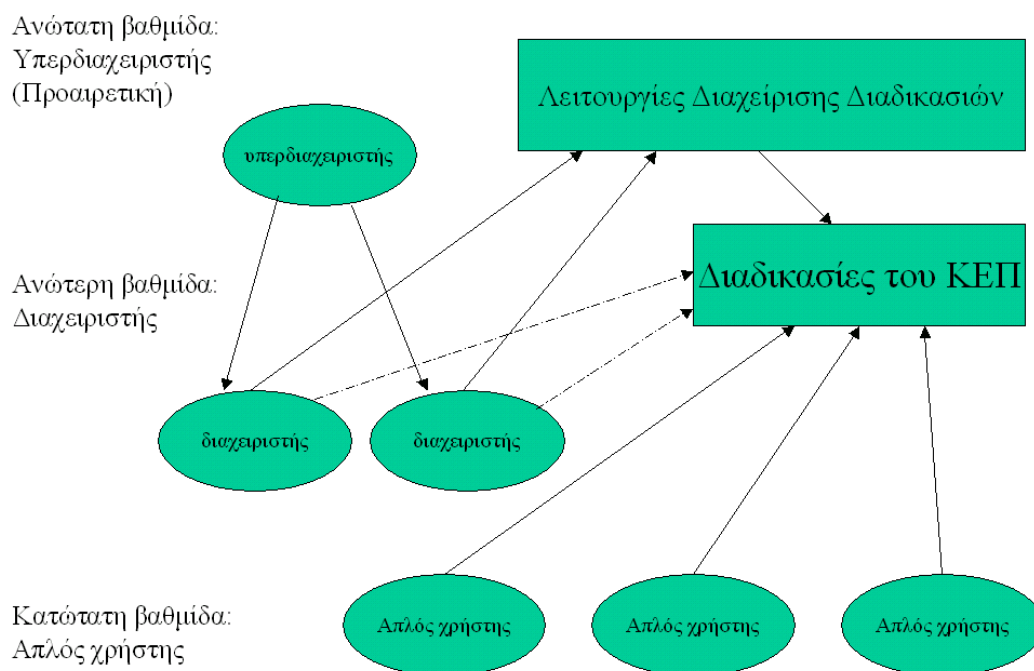 Ανώτατη βαθμίδα:
Υπερδιαχειριστής
(Προαιρετική)
Λειτουργίες Διαχείρισης Διαδικασιών
υπερδιαχειριστής
Διαδικασίες του ΚΕΠ
Ανώτερη βαθμίδα:
Διαχειριστής
διαχειριστής
διαχειριστής
Κατώτατη βαθμίδα:
Απλός χρήστης
Απλός χρήστης
Απλός χρήστης
Απλός χρήστης